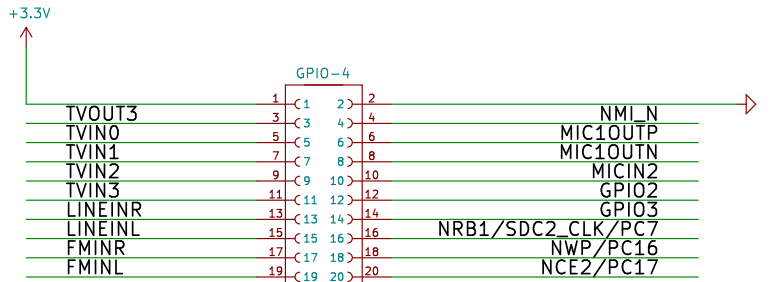 +3.3V
GPIO-4
1 1 2 2
TVOUT3 3 3 4 4 NMI_N
TVIN0 5 5 6 6 MIC1OUTP
TVIN1 7 7 8 8 MIC1OUTN
TVIN2 9 9 10 10 MICIN2
TVIN3 11 11 12 12 GPIO2
LINEINR 13 13 14 14 GPIO3
LINEINL 15 15 16 16 NRB1/SDC2_CLK/PC7
FMINR 17 17 18 18 NWP/PC16
FMINL 19 19 20 20 NCE2/PC17